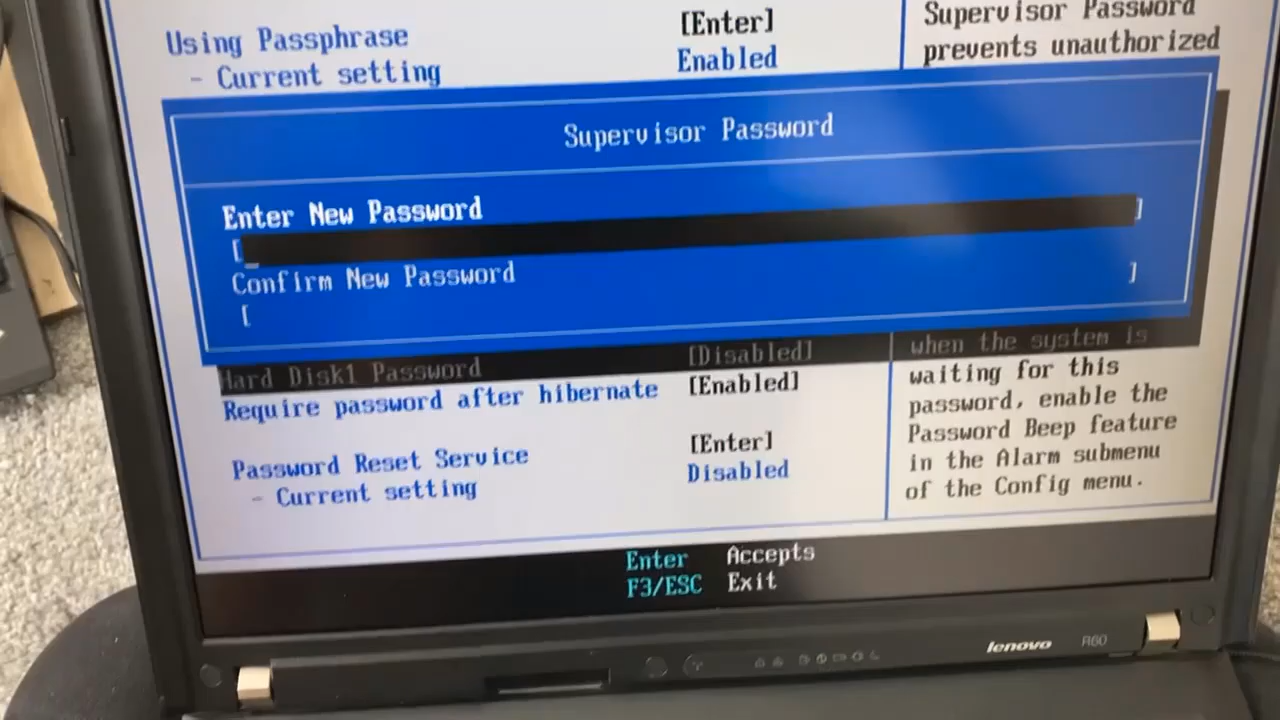 [Enter]
Using Passphrase
- Current setting Enabled
Supervisor Password
prevents unauthorized
Supervisor Password
Enter New Password
[_ ]
Confirm New Password
[ ]
Hard Disk1 Password [Disabled]
Require password after hibernate [Enabled]
Password Reset Service [Enter]
- Current setting Disabled
when the system is
waiting for this
password, enable the
Password Beep feature
in the Alarm submenu
of the Config menu.
Enter Accepts
F3/ESC Exit
lenovo R60